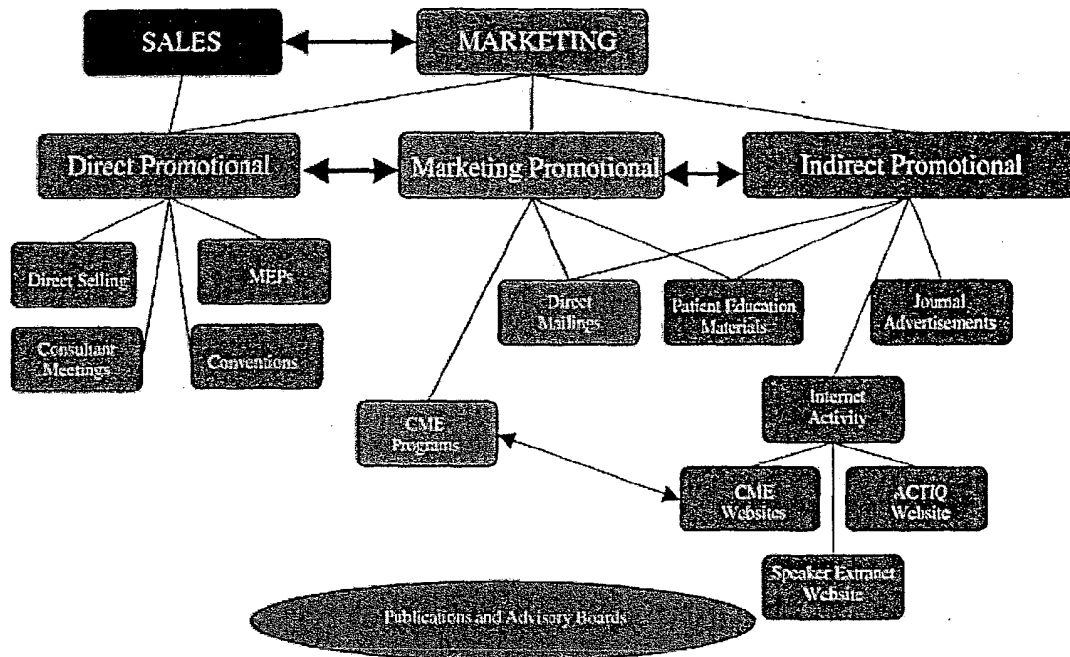 SALES
MARKETING
Direct Promotional
Marketing Promotional
Indirect Promotional
Direct Selling
MEPs
Consultant
Meetings
Conventions
Direct
Mailings
Patient Education
Materials
Journal
Advertisements
CME
Programs
Internet
Activity
CME
Websites
ACTIQ
Website
Speaker Extranet
Website
Publications and Advisory Boards